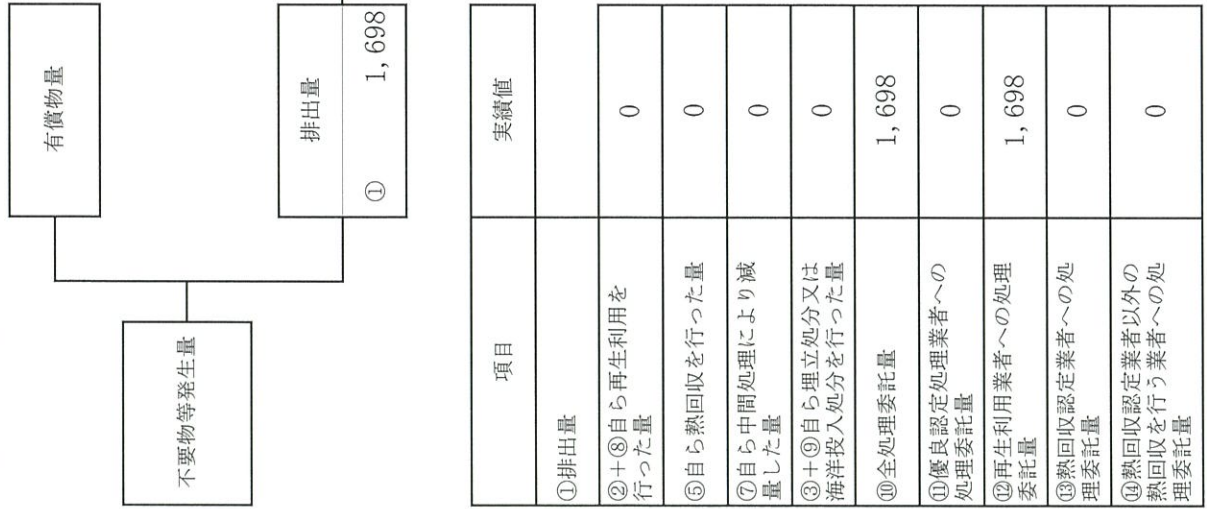 不要物等発生量
有償物量
排出量
① 1,698
項目 実績値
①排出量
②+⑧自ら再生利用を
行った量 0
⑤自ら熱回収を行った量 0
⑦自ら中間処理により減
量した量 0
③+⑨自ら埋立処分又は
海洋投入処分を行った量 0
⑩全処理委託量 1,698
⑪優良認定処理業者への
処理委託量 0
⑫再生利用業者への処理
委託量 1,698
⑬熱回収認定業者への処
理委託量 0
⑭熱回収認定業者以外の
熱回収を行う業者への処
理委託量 0